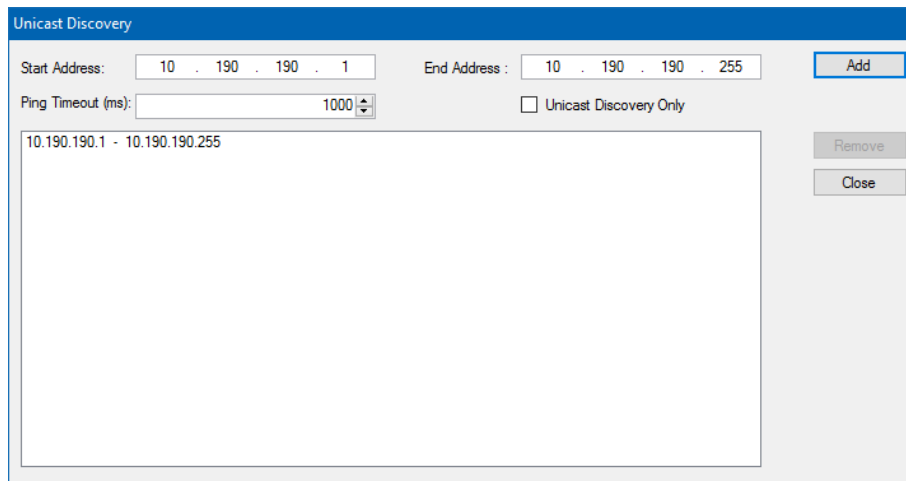 Unicast Discovery
Start Address: 10 . 190 . 190 . 1 End Address : 10 . 190 . 190 . 255 Add
Ping Timeout (ms): 1000 Unicast Discovery Only
10.190.190.1 - 10.190.190.255
Remove
Close